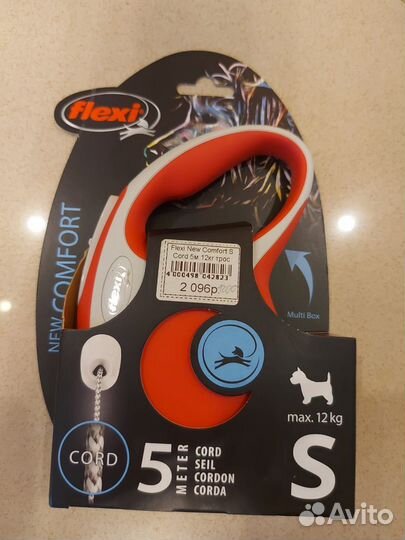 flexi
NEW COMFORT
Flexi New Comfort S
Cord 5м 12кг трос
4 000498 042823
2 096р
flexi
Multi Box
max. 12 kg
CORD
5 METER
CORD
SEIL
CORDON
CORDA
S
Avito